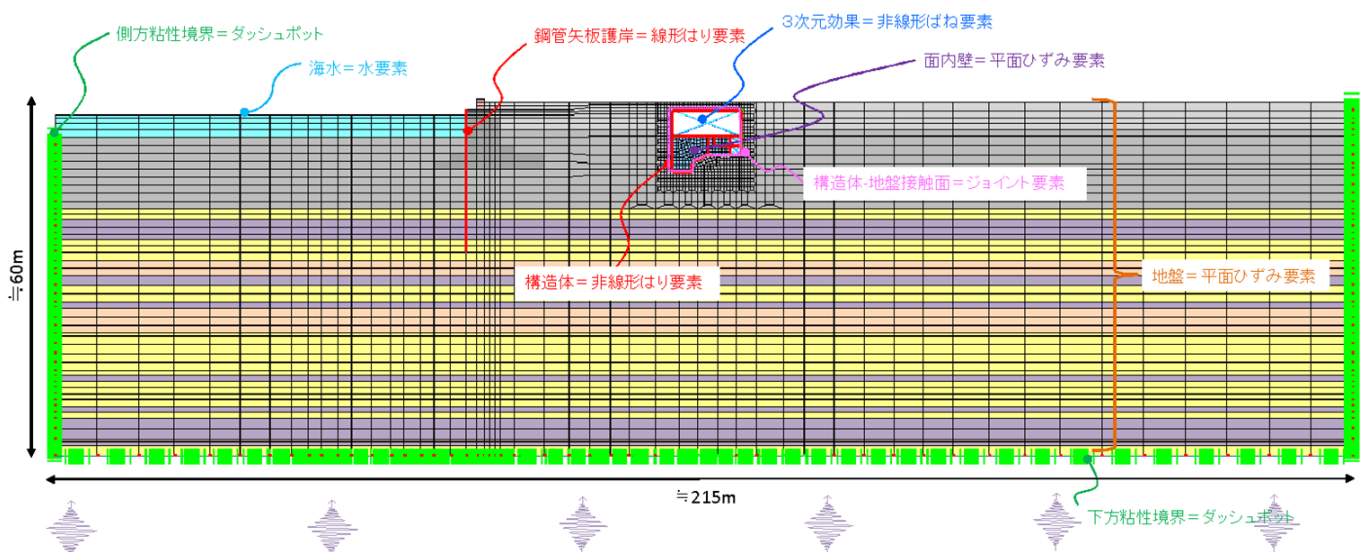 3次元効果=非線形ばね要素
側方粘性境界=ダッシュポット
鋼管矢板護岸=線形はり要素
面内壁=平面ひずみ要素
海水=水要素
構造体-地盤接触面=ジョイント要素
構造体=非線形はり要素
地盤=平面ひずみ要素
≒60m
≒215m
下方粘性境界=ダッシュポット